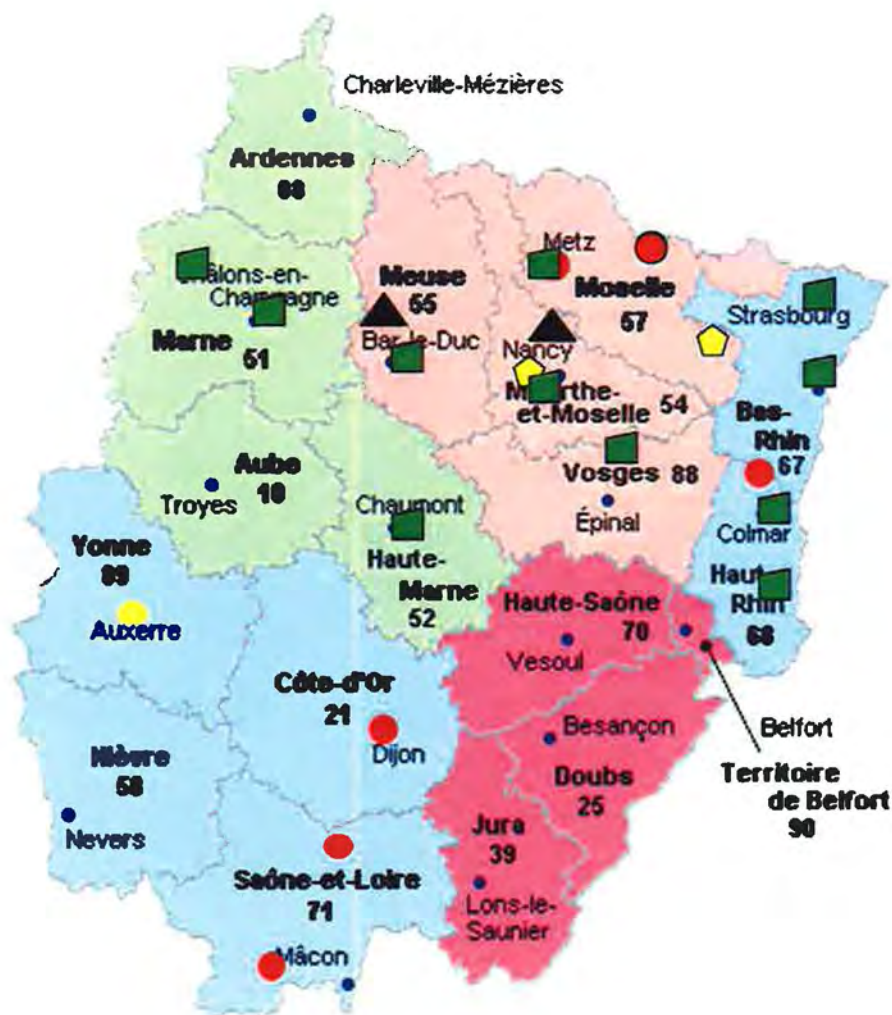 Charleville-Mézières
Ardennes
Metz
Meuse
55
Moselle
57
Châlons-en-
Champagne
Marne
51
Bar-le-Duc
Nancy
et-Moselle
54
Strasbourg
Bas-
Rhin
67
Aube
10
Troyes
Vosges
88
Épinal
Chaumont
Haute-
Marne
52
Colmar
Haut
Rhin
68
Yonne
89
Auxerre
Haute-Saône
70
Vesoul
Côte-d'Or
21
Dijon
Besançon
Doubs
25
Belfort
Territoire
de Belfort
90
Nièvre
58
Nevers
Jura
39
Lons-le-
Saunier
Saône-et-Loire
71
Mâcon